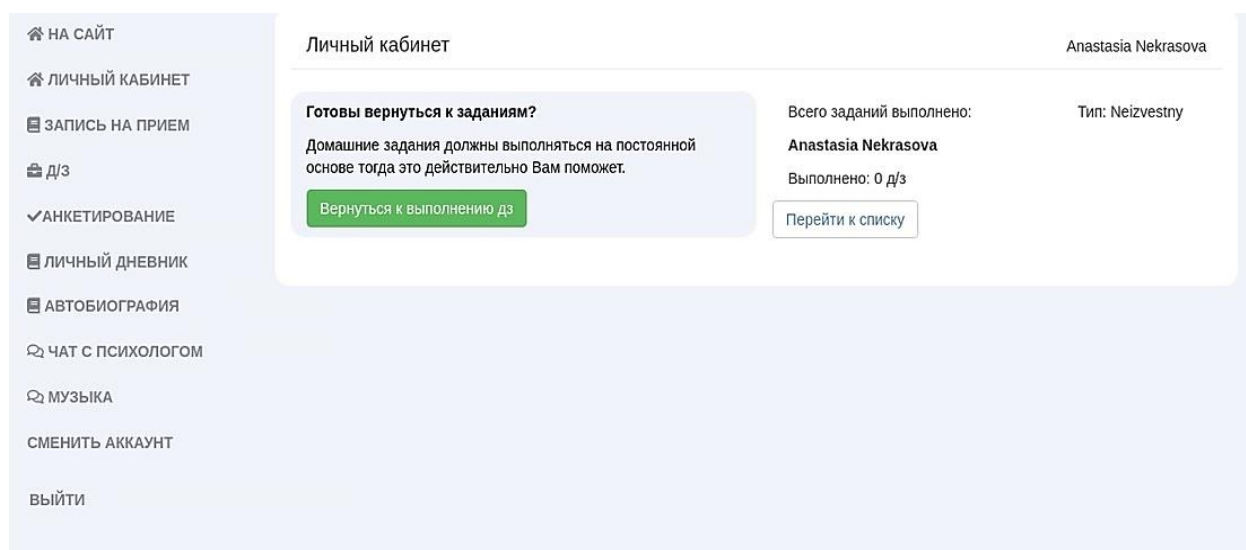 НА САЙТ
ЛИЧНЫЙ КАБИНЕТ
ЗАПИСЬ НА ПРИЕМ
Д/З
АНКЕТИРОВАНИЕ
ЛИЧНЫЙ ДНЕВНИК
АВТОБИОГРАФИЯ
ЧАТ С ПСИХОЛОГОМ
МУЗЫКА
СМЕНИТЬ АККАУНТ
ВЫЙТИ
Личный кабинет
Anastasia Nekrasova
Готовы вернуться к заданиям?
Домашние задания должны выполняться на постоянной
основе тогда это действительно Вам поможет.
Вернуться к выполнению дз
Всего заданий выполнено:
Anastasia Nekrasova
Выполнено: 0 д/з
Перейти к списку
Тип: Neizvestny